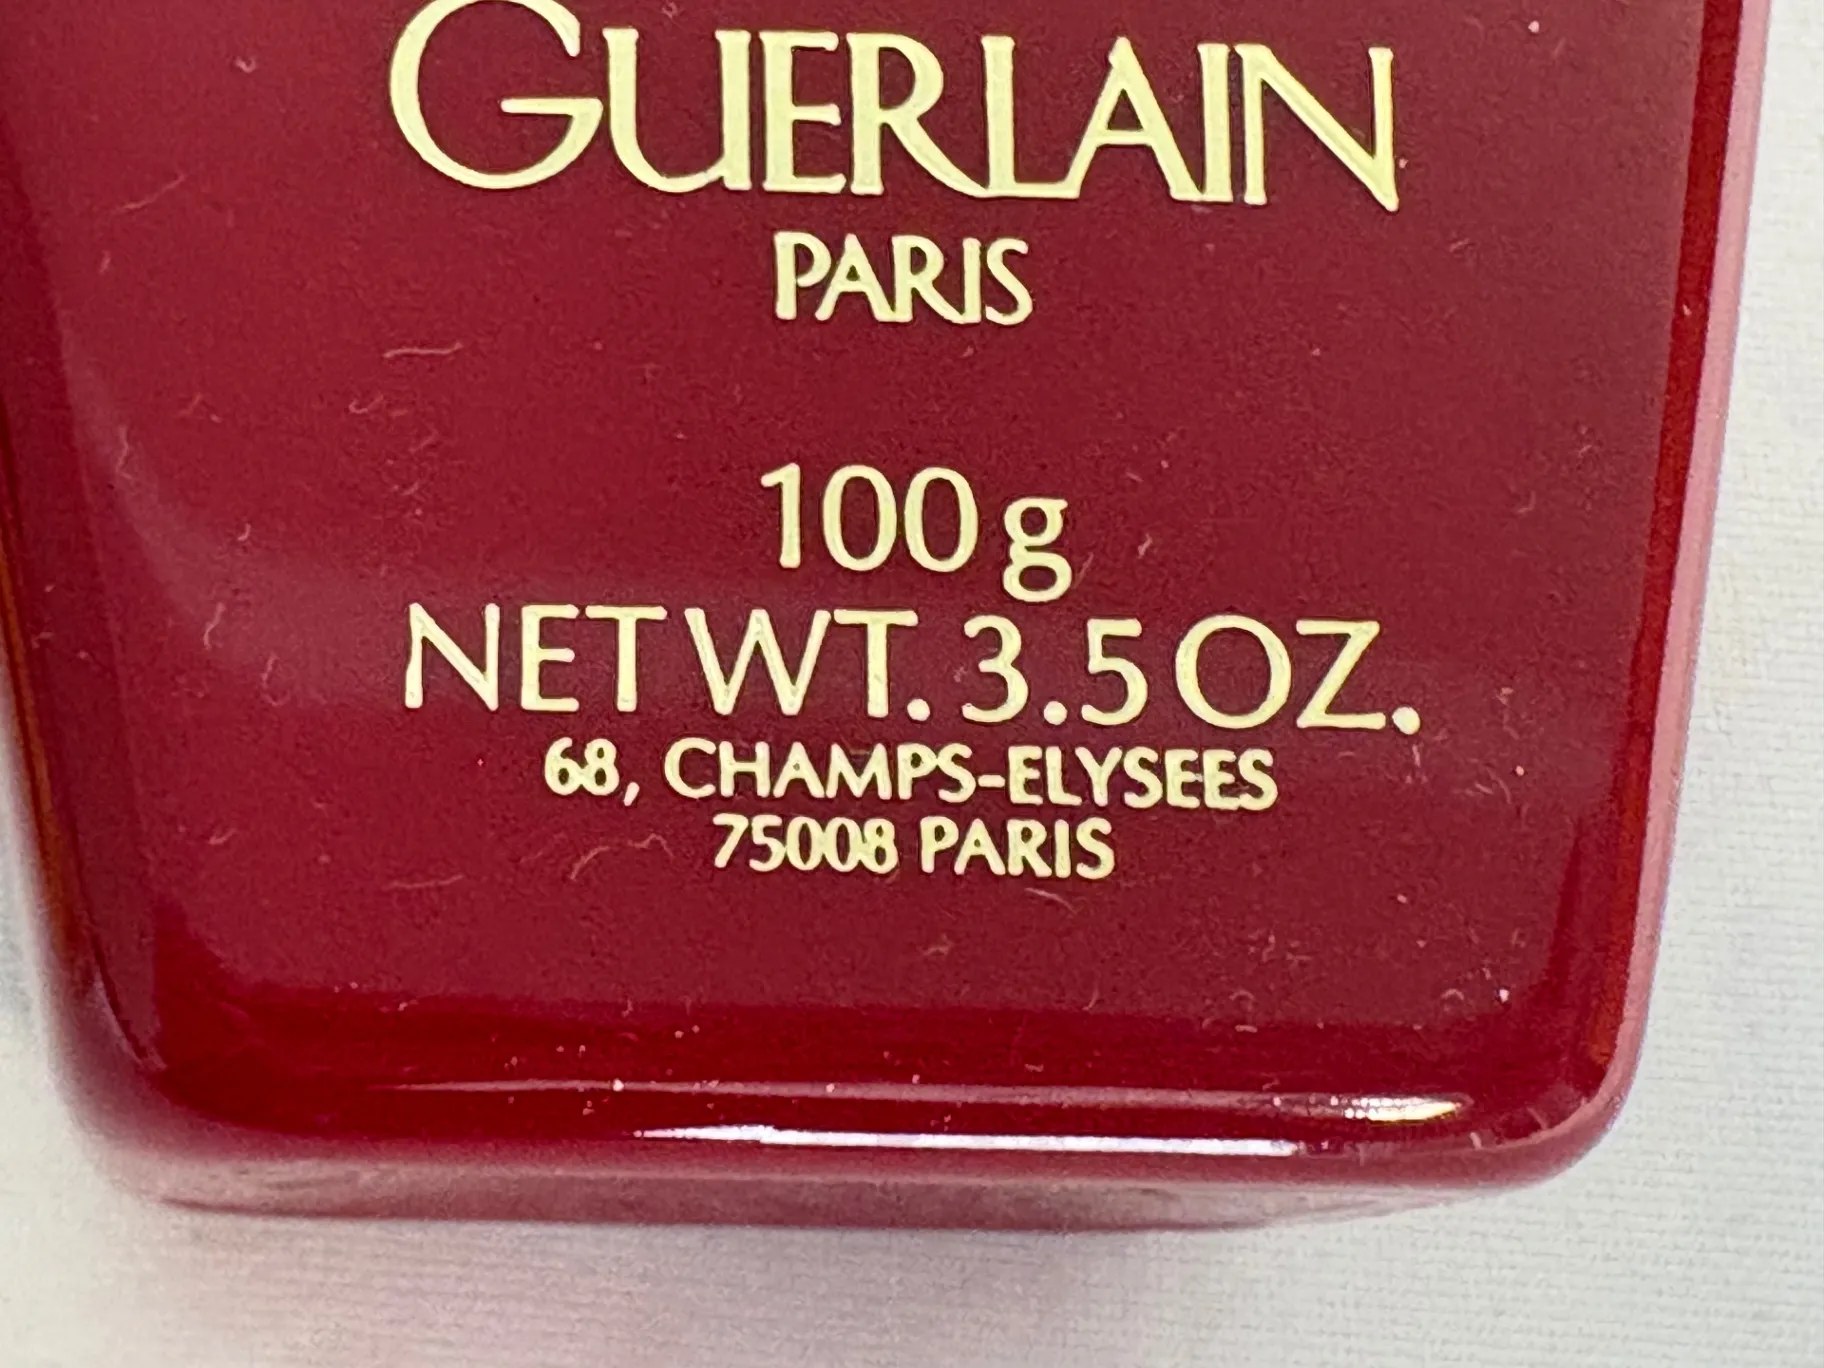 GUERLAIN
PARIS
100 g
NET WT. 3.5 OZ.
68, CHAMPS-ELYSEES
75008 PARIS